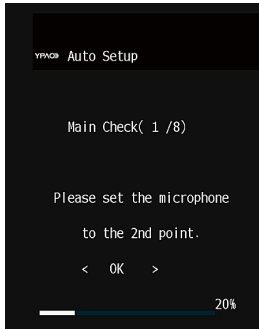 YPAO Auto Setup
Main Check( 1 /8)
Please set the microphone
to the 2nd point.
< OK >
20%